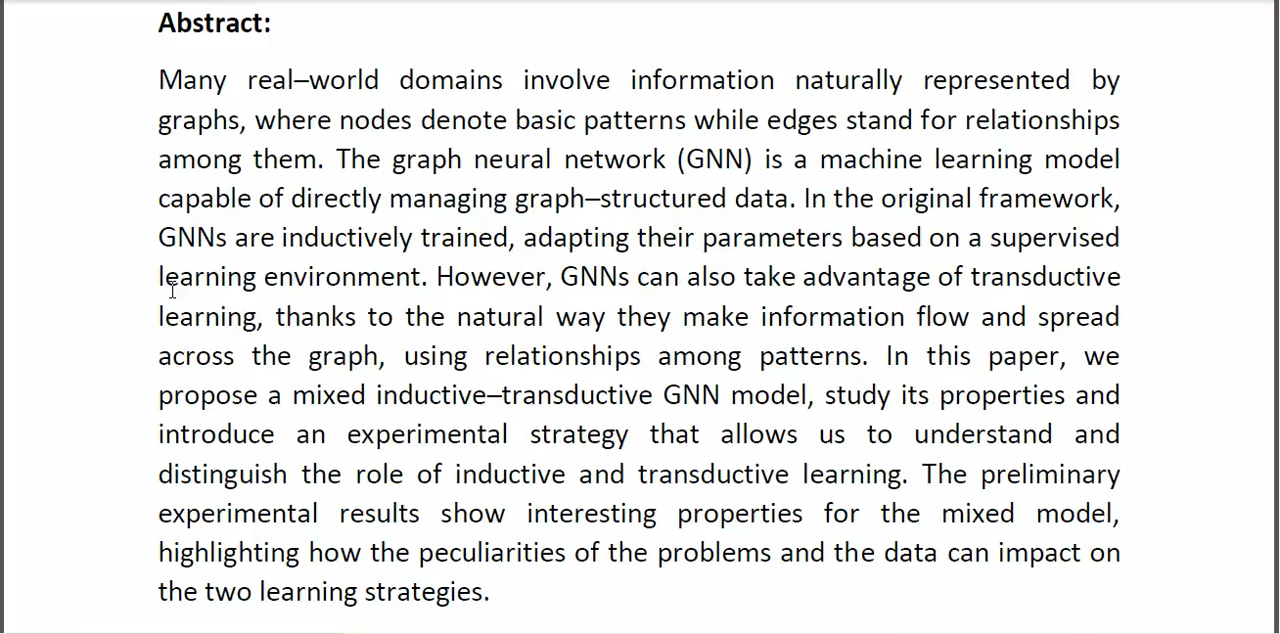 Abstract:
Many real–world domains involve information naturally represented by
graphs, where nodes denote basic patterns while edges stand for relationships
among them. The graph neural network (GNN) is a machine learning model
capable of directly managing graph–structured data. In the original framework,
GNNs are inductively trained, adapting their parameters based on a supervised
learning environment. However, GNNs can also take advantage of transductive
learning, thanks to the natural way they make information flow and spread
across the graph, using relationships among patterns. In this paper, we
propose a mixed inductive–transductive GNN model, study its properties and
introduce an experimental strategy that allows us to understand and
distinguish the role of inductive and transductive learning. The preliminary
experimental results show interesting properties for the mixed model,
highlighting how the peculiarities of the problems and the data can impact on
the two learning strategies.